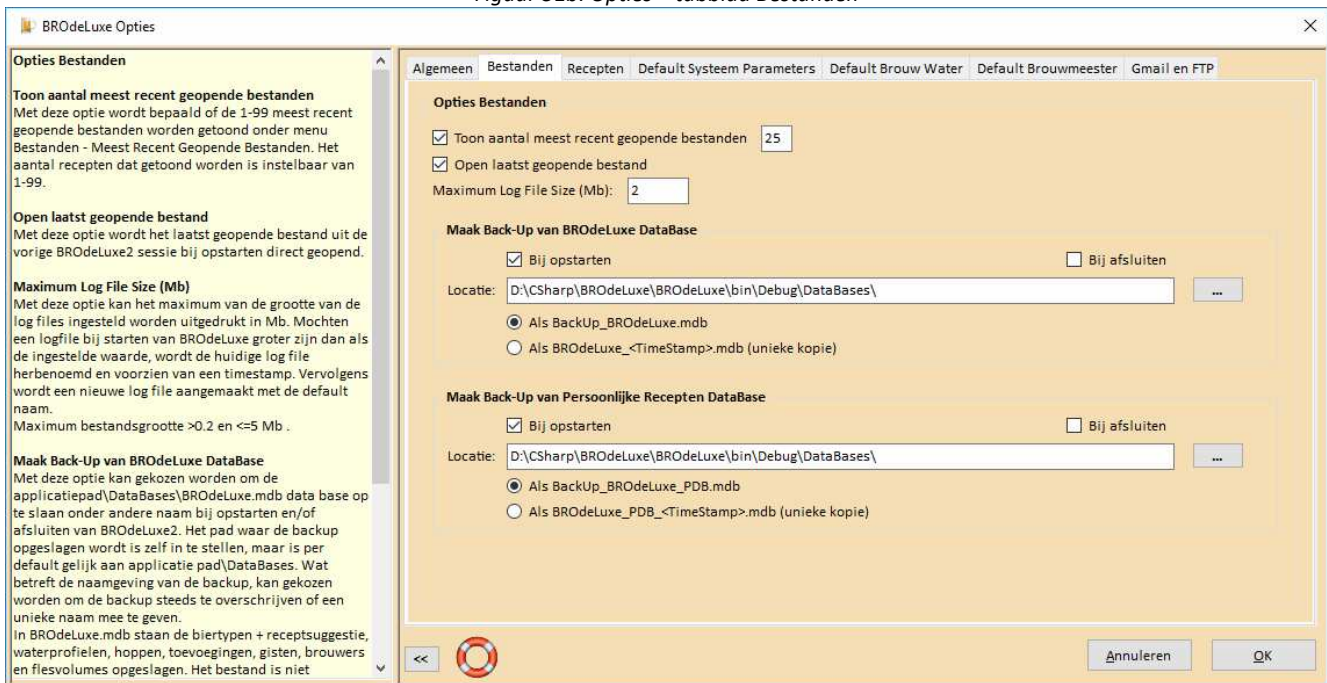 BROdeLuxe Opties
Opties Bestanden
Toon aantal meest recent geopende bestanden
Met deze optie wordt bepaald of de 1-99 meest recent
geopende bestanden worden getoond onder menu
Bestanden - Meest Recent Geopende Bestanden. Het
aantal recepten dat getoond worden is instelbaar van
1-99.
Open laatst geopende bestand
Met deze optie wordt het laatst geopende bestand uit de
vorige BROdeLuxe2 sessie bij opstarten direct geopend.
Maximum Log File Size (Mb)
Met deze optie kan het maximum van de grootte van de
log files ingesteld worden uitgedrukt in Mb. Mochten
een logfile bij starten van BROdeLuxe groter zijn dan als
de ingestelde waarde, wordt de huidige log file
herbenoemd en voorzien van een timestamp. Vervolgens
wordt een nieuwe log file aangemaakt met de default
naam.
Maximum bestandsgrootte >0.2 en <=5 Mb .
Maak Back-Up van BROdeLuxe DataBase
Met deze optie kan gekozen worden om de
applicatiepad\DataBases\BROdeLuxe.mdb data base op
te slaan onder andere naam bij opstarten en/of
afsluiten van BROdeLuxe2. Het pad waar de backup
opgeslagen wordt is zelf in te stellen, maar is per
default gelijk aan applicatie pad\DataBases. Wat
betreft de naamgeving van de backup, kan gekozen
worden om de backup steeds te overschrijven of een
unieke naam mee te geven.
In BROdeLuxe.mdb staan de biertypen + receptsuggestie,
waterprofielen, hoppen, toevoegingen, gisten, brouwers
en flesvolumes opgeslagen. Het bestand is niet
Algemeen Bestanden Recepten Default Systeem Parameters Default Brouw Water Default Brouwmeester Gmail en FTP
Opties Bestanden
Toon aantal meest recent geopende bestanden 25
Open laatst geopende bestand
Maximum Log File Size (Mb): 2
Maak Back-Up van BROdeLuxe DataBase
Bij opstarten Bij afsluiten
Locatie: D:\CSharp\BROdeLuxe\BROdeLuxe\bin\Debug\DataBases\ ...
Als BackUp_BROdeLuxe.mdb
Als BROdeLuxe_<TimeStamp>.mdb (unieke kopie)
Maak Back-Up van Persoonlijke Recepten DataBase
Bij opstarten Bij afsluiten
Locatie: D:\CSharp\BROdeLuxe\BROdeLuxe\bin\Debug\DataBases\ ...
Als BackUp_BROdeLuxe_PDB.mdb
Als BROdeLuxe_PDB_<TimeStamp>.mdb (unieke kopie)
<< Annuleren OK